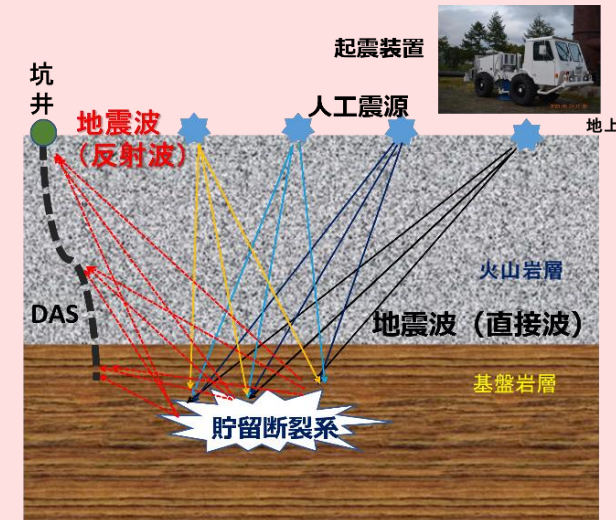 起震装置
坑
井
人工震源
地震波
（反射波）
地上
火山岩層
DAS
地震波（直接波）
基盤岩層
貯留断裂系